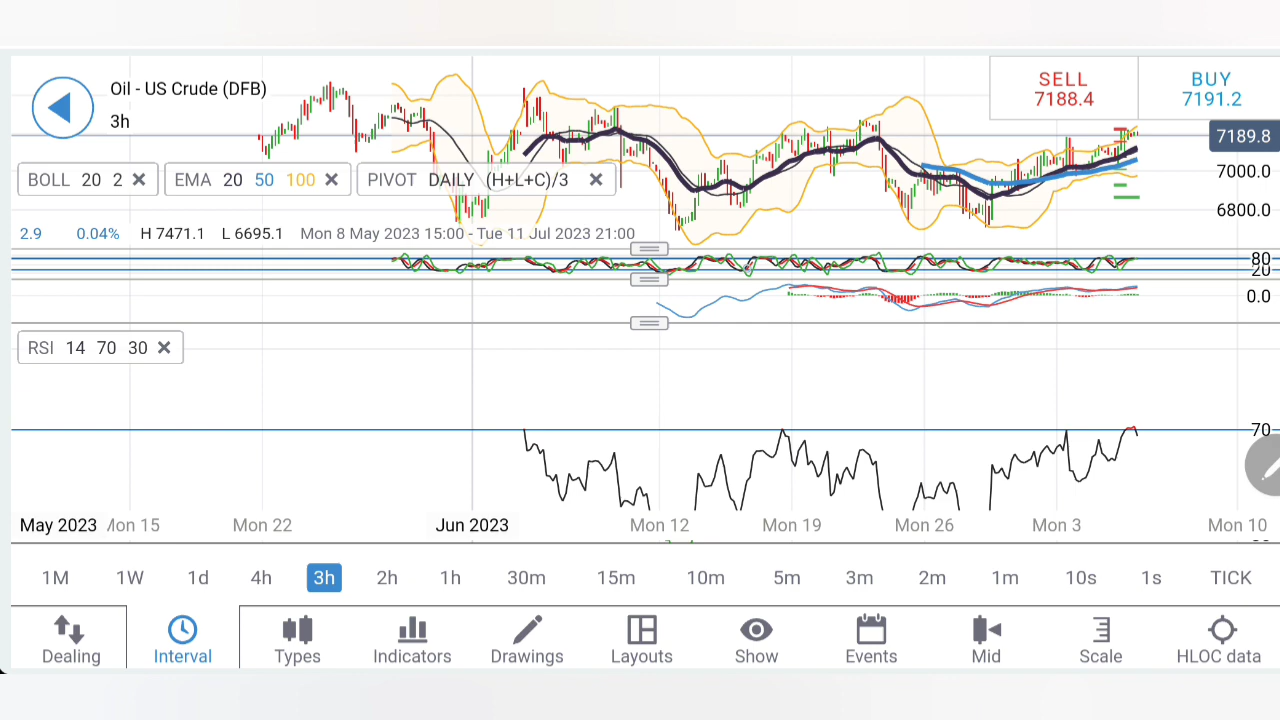 Oil - US Crude (DFB)
3h
SELL
7188.4
BUY
7191.2
7189.8
BOLL 20 2
EMA 20 50 100
PIVOT DAILY (H+L+C)/3
7000.0
6800.0
2.9 0.04% H 7471.1 L 6695.1 Mon 8 May 2023 15:00 - Tue 11 Jul 2023 21:00
80
20
0.0
RSI 14 70 30
70
May 2023 Mon 15 Mon 22 Jun 2023 Mon 12 Mon 19 Mon 26 Mon 3 Mon 10
1M 1W 1d 4h 3h 2h 1h 30m 15m 10m 5m 3m 2m 1m 10s 1s TICK
Dealing Interval Types Indicators Drawings Layouts Show Events Mid Scale HLOC data